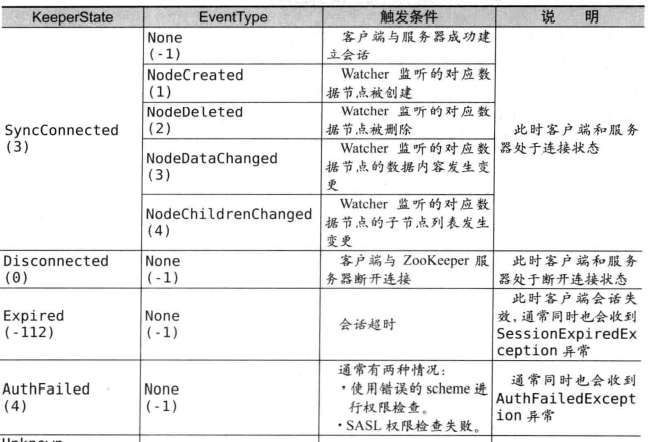 KeeperState EventType 触发条件 说 明
SyncConnected
(3)
None
(-1)
客户端与服务器成功建
立会话
NodeCreated
(1)
Watcher 监听的对应数
据节点被创建
NodeDeleted
(2)
Watcher 监听的对应数
据节点被删除
NodeDataChanged
(3)
Watcher 监听的对应数
据节点的数据内容发生变
更
NodeChildrenChanged
(4)
Watcher 监听的对应数
据节点的子节点列表发生
变更
此时客户端和服务
器处于连接状态
Disconnected
(0)
None
(-1)
客户端与 ZooKeeper 服
务器断开连接
此时客户端和服务
器处于断开连接状态
Expired
(-112)
None
(-1)
会话超时
此时客户端会话失
效,通常同时也会收到
SessionExpiredEx
ception 异常
AuthFailed
(4)
None
(-1)
通常有两种情况:
·使用错误的 scheme 进
行权限检查。
·SASL 权限检查失败。
通常同时也会收到
AuthFailedExcept
ion 异常